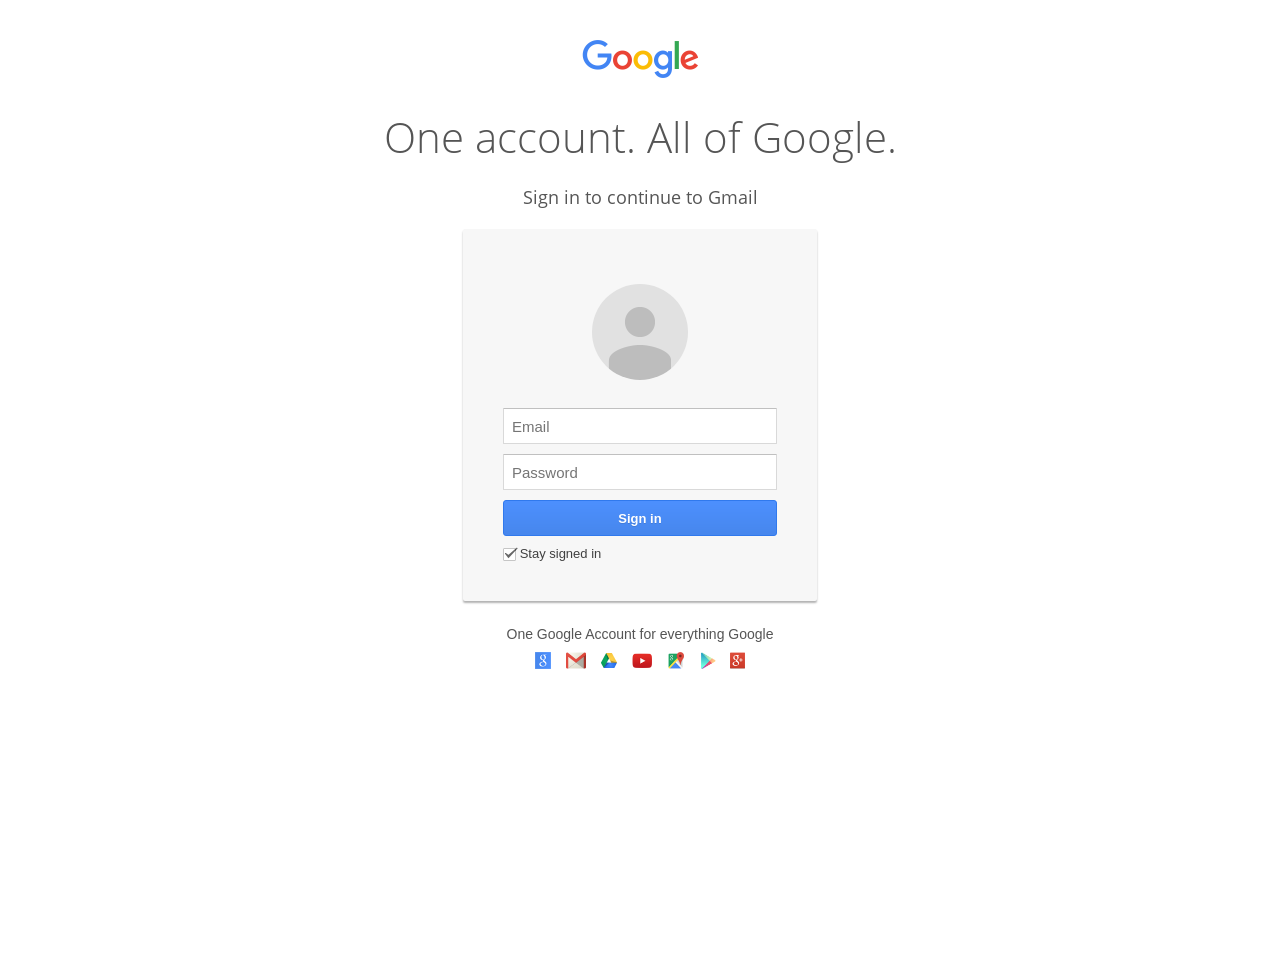 Google
One account. All of Google.
Sign in to continue to Gmail
Email
Password
Sign in
Stay signed in
One Google Account for everything Google